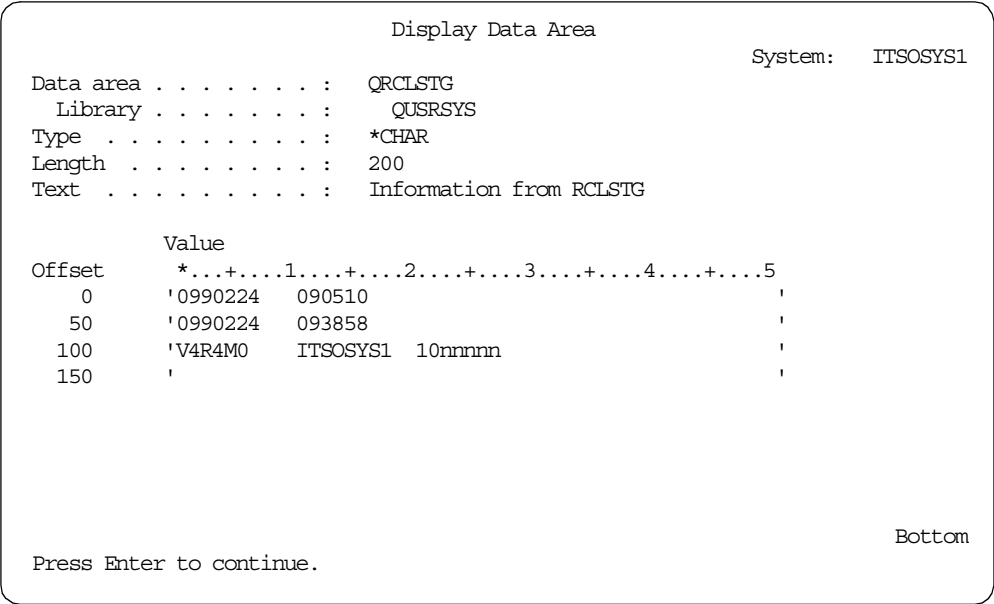 Display Data Area
System: ITSOSYS1
Data area . . . . . . . : QRCLSTG
Library . . . . . . . : QUSRSYS
Type . . . . . . . . . : *CHAR
Length . . . . . . . . : 200
Text . . . . . . . . . : Information from RCLSTG
Value
Offset *...+....1....+....2....+....3....+....4....+....5
0 '0990224 090510 '
50 '0990224 093858 '
100 'V4R4M0 ITSOSYS1 10nnnnn '
150 ' '
Bottom
Press Enter to continue.